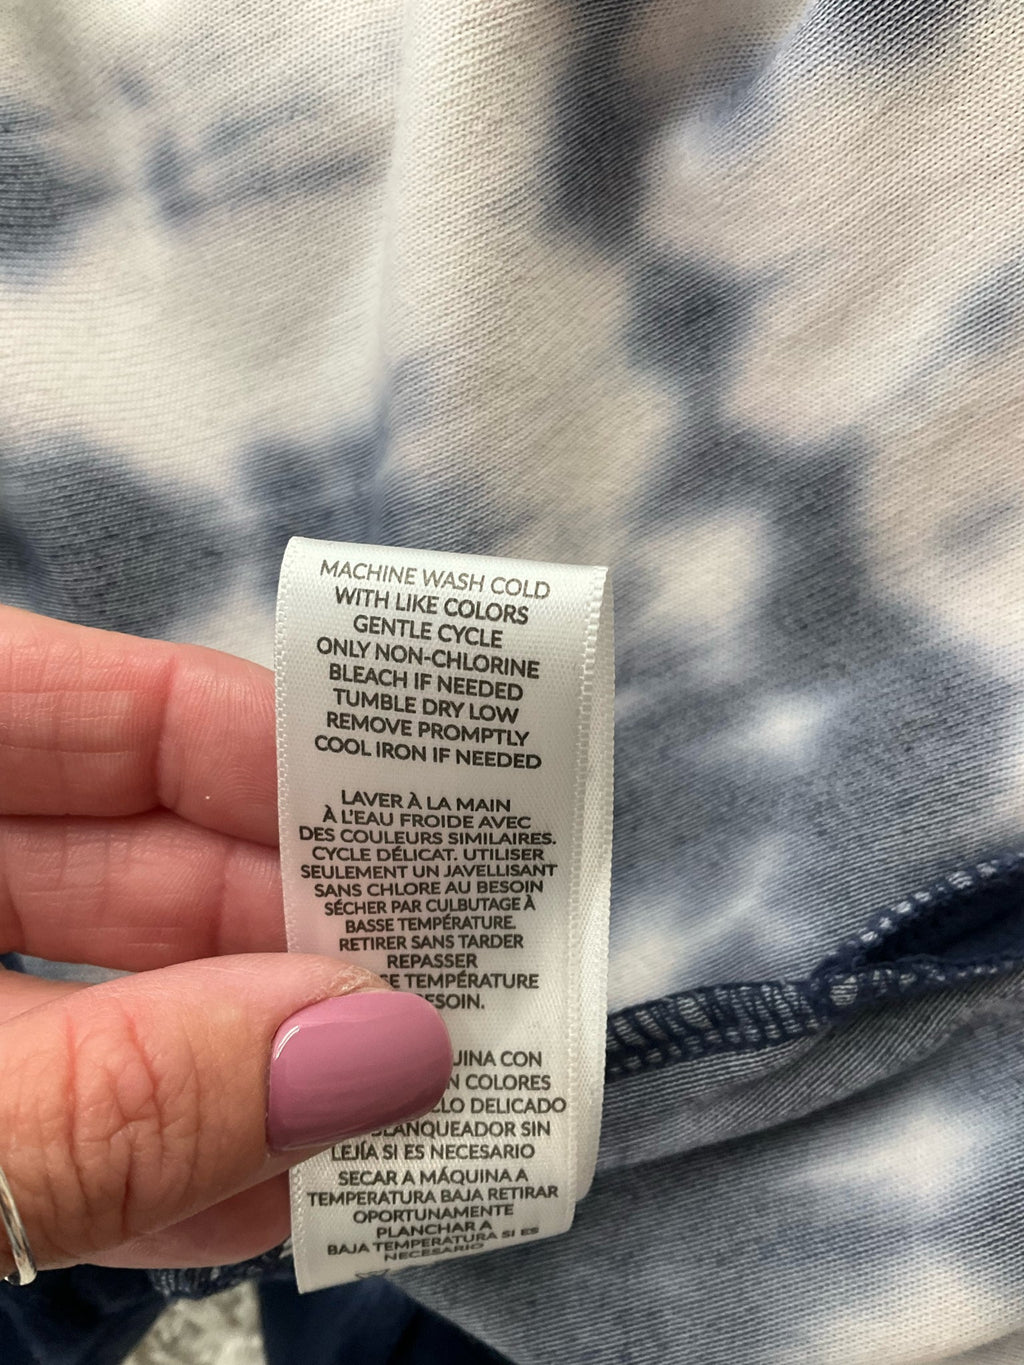 MACHINE WASH COLD
WITH LIKE COLORS
GENTLE CYCLE
ONLY NON-CHLORINE
BLEACH IF NEEDED
TUMBLE DRY LOW
REMOVE PROMPTLY
COOL IRON IF NEEDED
LAVER À LA MAIN
À L'EAU FROIDE AVEC
DES COULEURS SIMILAIRES.
CYCLE DÉLICAT. UTILISER
SEULEMENT UN JAVELLISANT
SANS CHLORE AU BESOIN
SÉCHER PAR CULBUTAGE À
BASSE TEMPÉRATURE.
RETIRER SANS TARDER
REPASSER
TEMPÉRATURE
CON
COLORES
DELICADO
SIN
LEJÍA SI ES NECESARIO
SECAR A MÁQUINA A
TEMPERATURA BAJA RETIRAR
OPORTUNAMENTE
PLANCHAR A
BAJA TEMPERATURA SI ES
NECESARIO